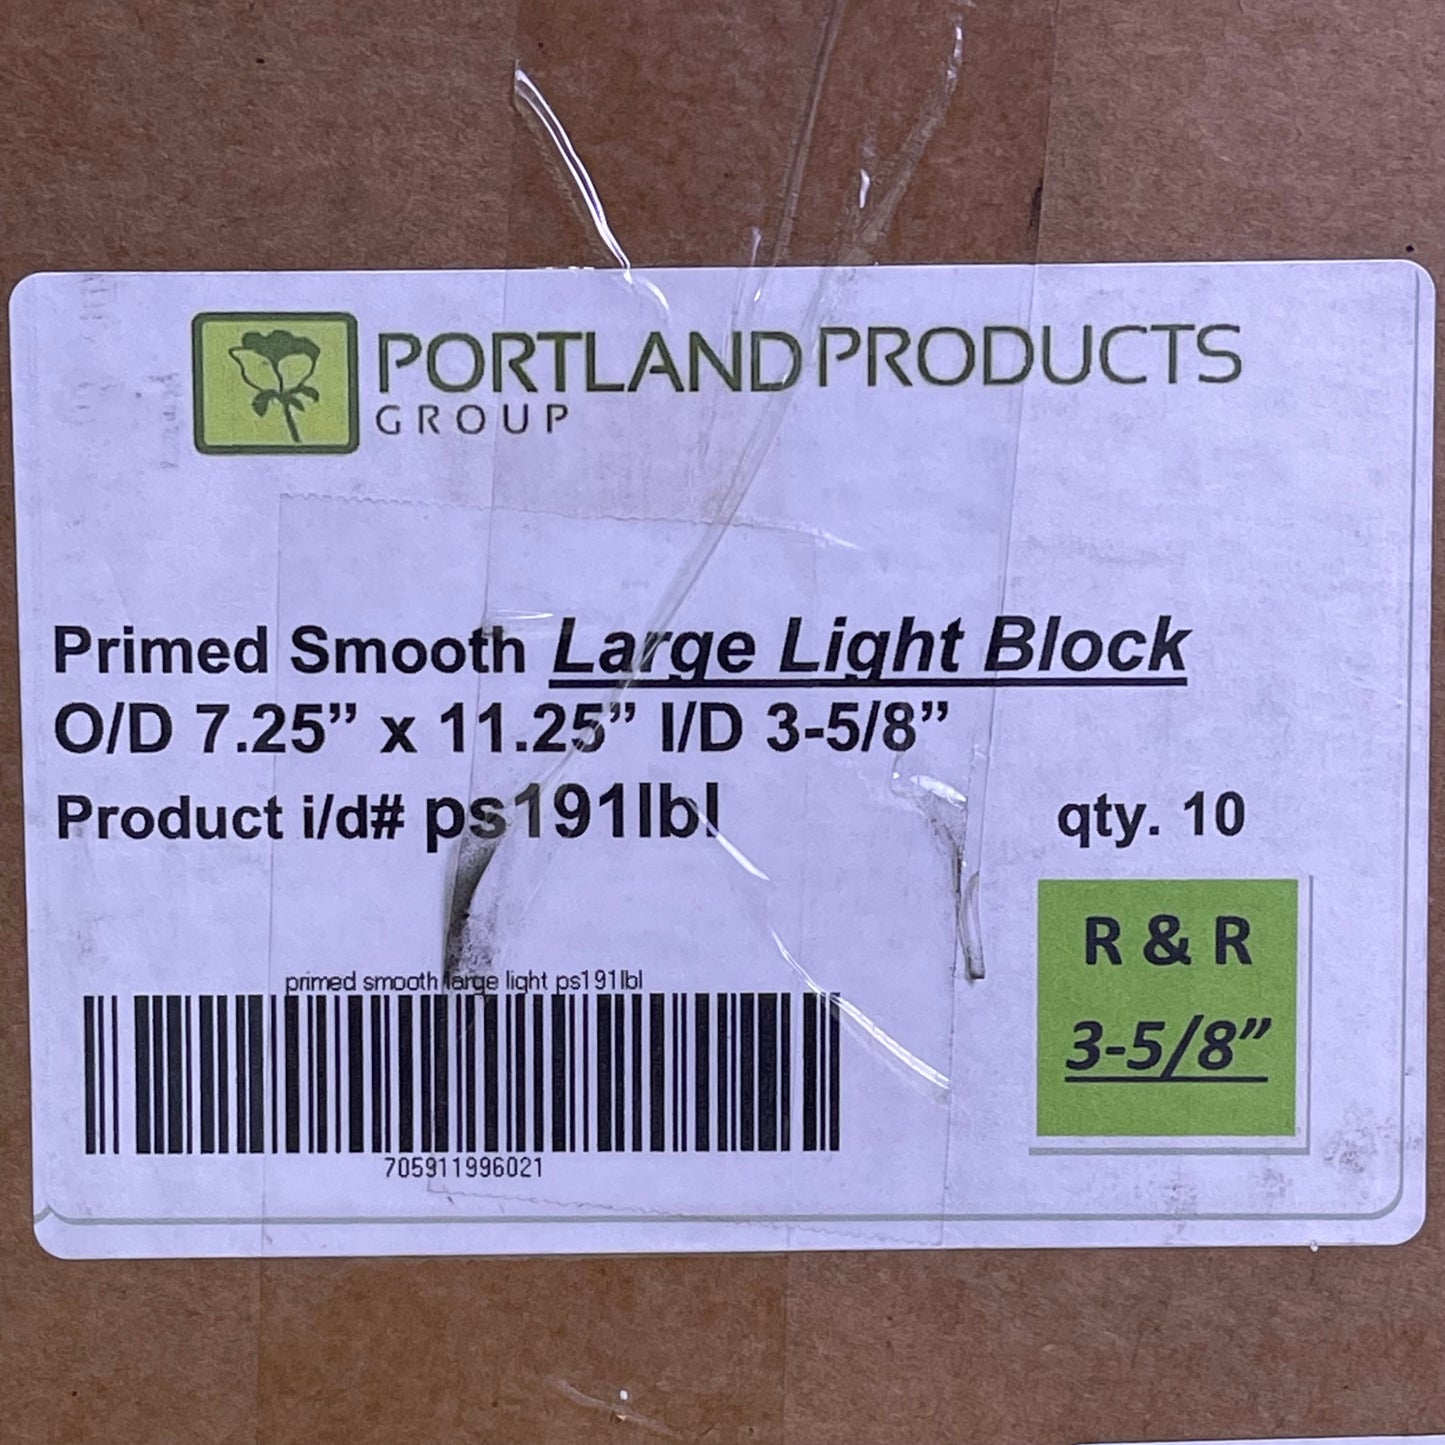 PORTLAND PRODUCTS
GROUP
Primed Smooth Large Light Block
O/D 7.25” x 11.25” I/D 3-5/8”
Product i/d# ps191lbl qty. 10
R & R
3-5/8”
primed smooth large light ps191lbl
705911996021